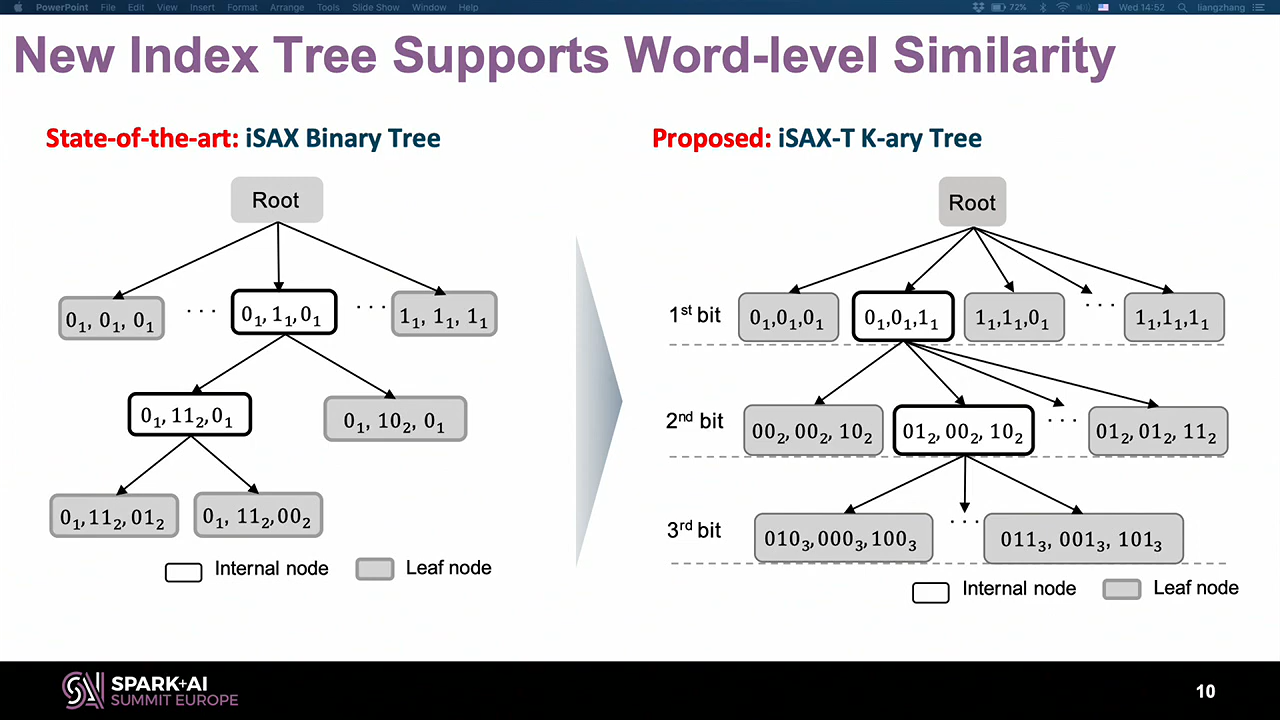 PowerPoint File Edit View Insert Format Arrange Tools Slide Show Window Help 72% Wed 14:52 liangzhang
New Index Tree Supports Word-level Similarity
State-of-the-art: iSAX Binary Tree
Proposed: iSAX-T K-ary Tree
Root
0₁, 0₁, 0₁ ··· 0₁, 1₁,0₁ ··· 1₁, 1₁, 1₁
0₁, 11₂,0₁ 0₁, 10₂, 0₁
0₁,11₂,01₂ 0₁, 11₂,00₂
Internal node Leaf node
Root
1st bit 0₁,0₁,0₁ 0₁,0₁,1₁ 1₁,1₁,0₁ ··· 1₁,1₁,1₁
2nd bit 00₂, 00₂, 10₂ 01₂, 00₂, 10₂ ··· 01₂, 01₂, 11₂
3rd bit 010₃,000₃,100₃ ··· 011₃, 001₃, 101₃
Internal node Leaf node
SPARK+AI
SUMMIT EUROPE
10